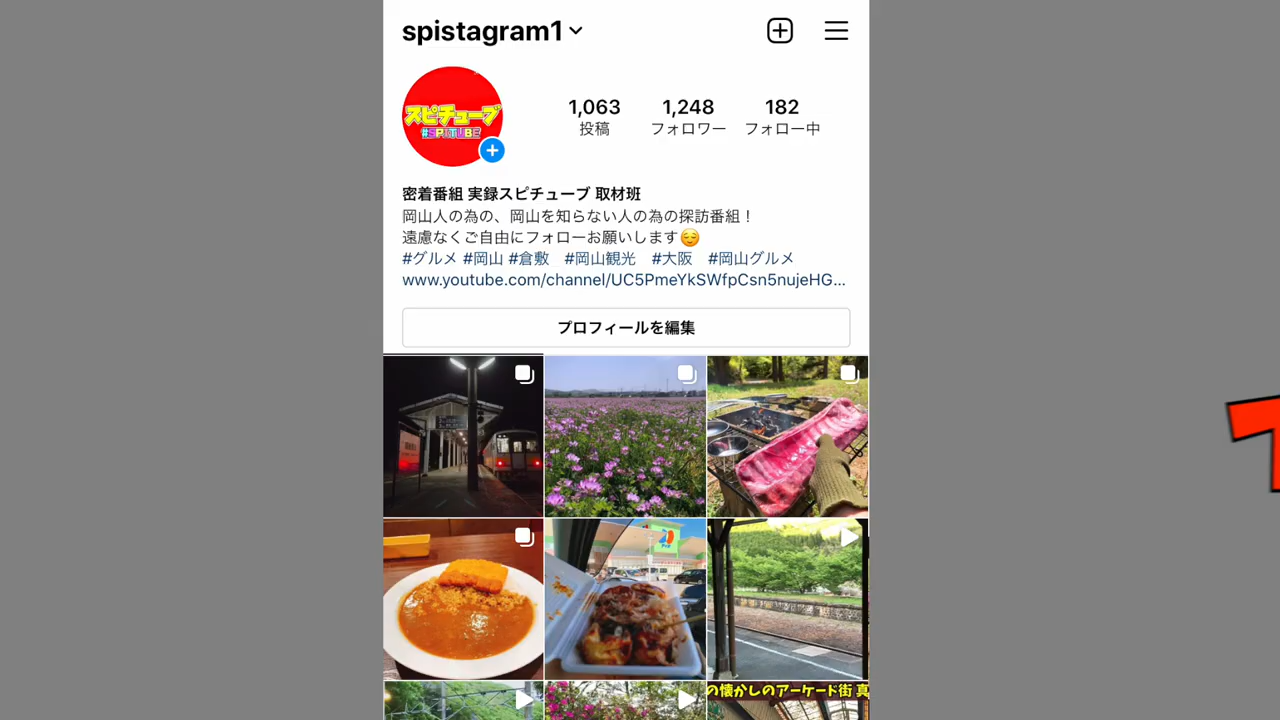 spistagram1
スピチューブ
#SPITUBE
1,063
投稿
1,248
フォロワー
182
フォロー中
密着番組 実録スピチューブ 取材班
岡山人の為の、岡山を知らない人の為の探訪番組！
遠慮なくご自由にフォローお願いします😌
#グルメ #岡山 #倉敷　#岡山観光　#大阪　#岡山グルメ
www.youtube.com/channel/UC5PmeYkSWfpCsn5nujeHG...
プロフィールを編集
の懐かしのアーケード街 真